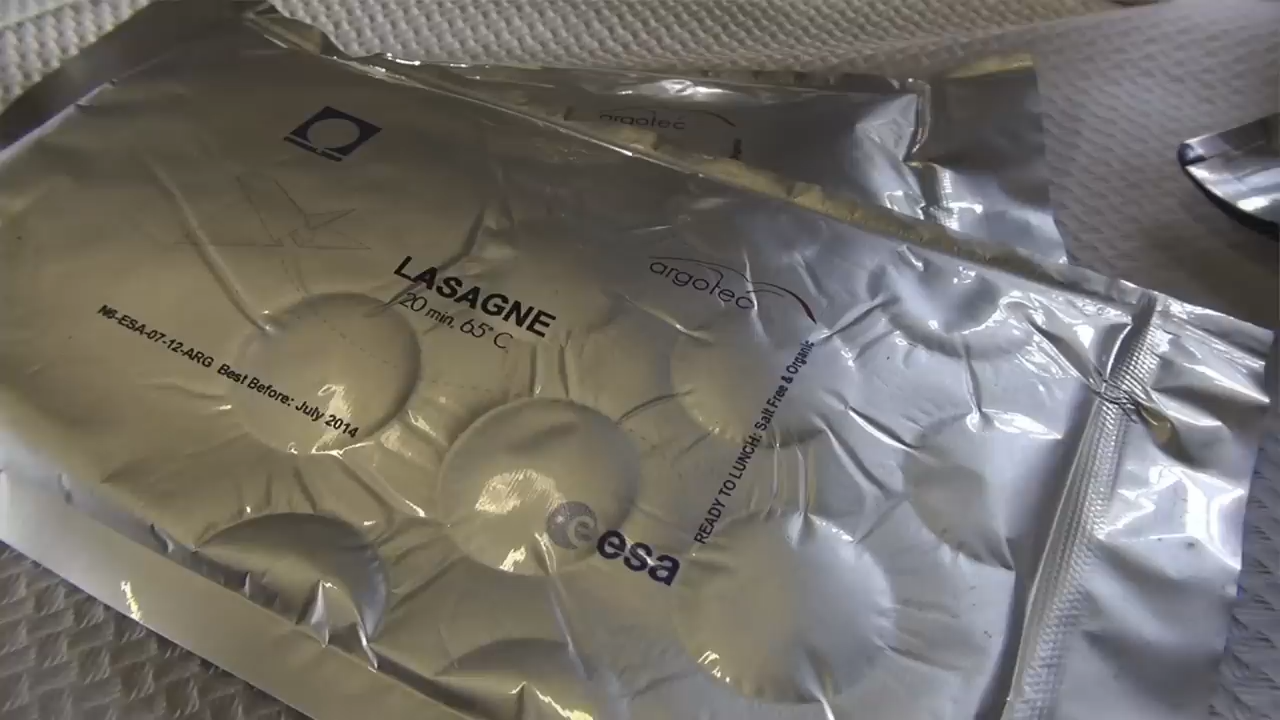 argotec
LASAGNE
20 min, 65° C
argotec
N6-ESA-07-12-ARG Best Before: July 2014
READY TO LUNCH: Salt Free & Organic
esa